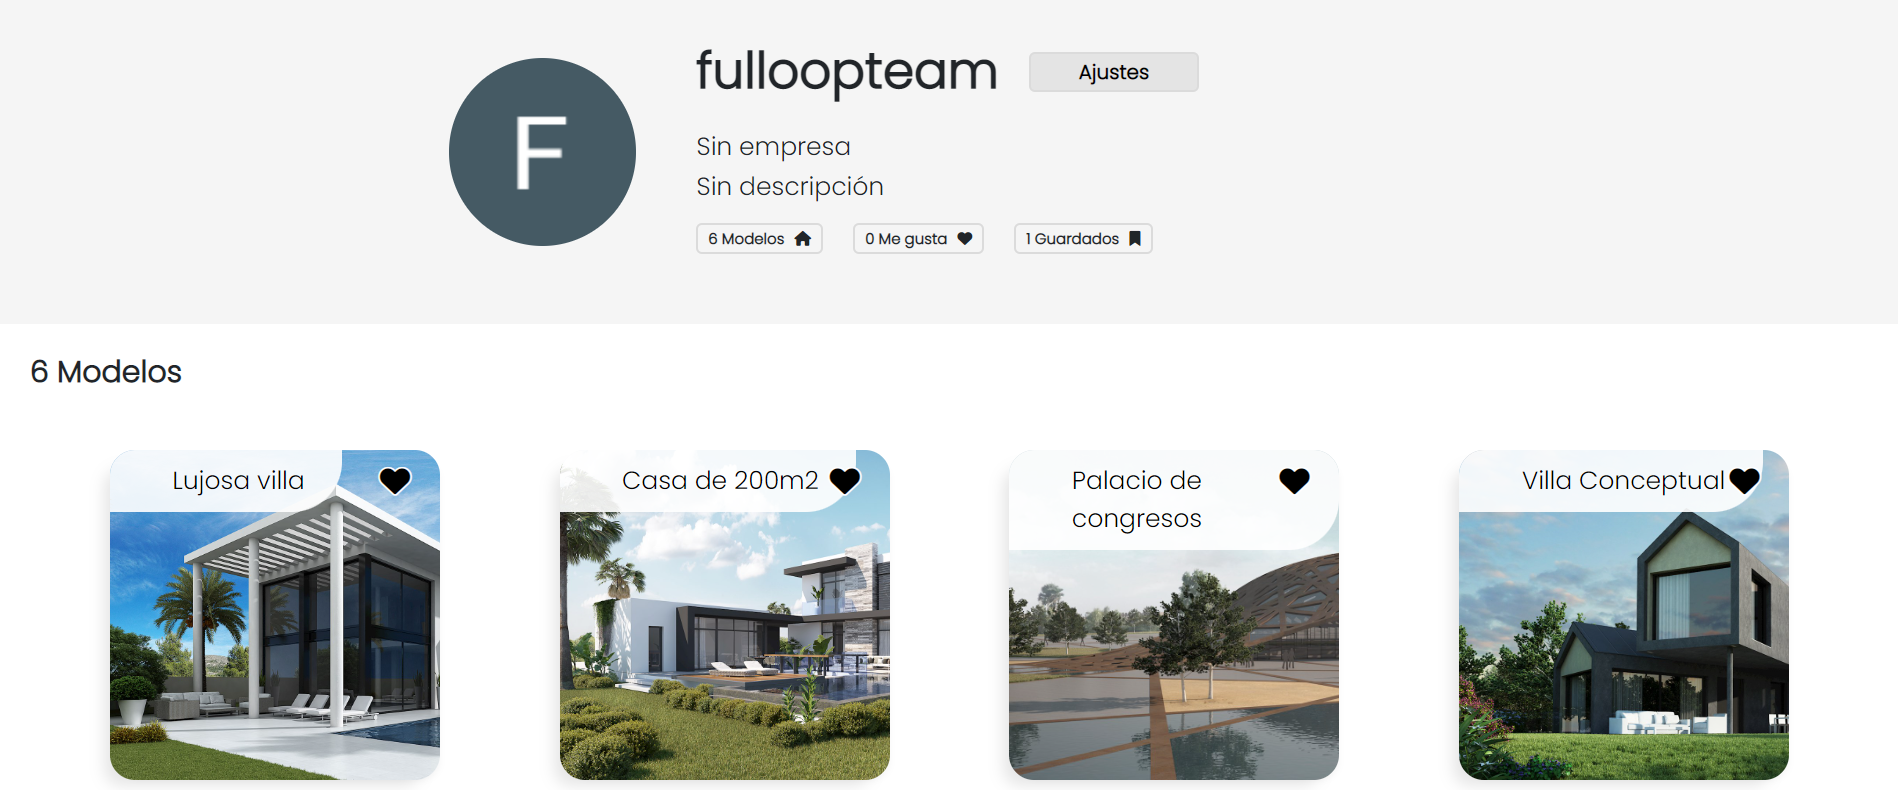 F
fulloopteam
Ajustes
Sin empresa
Sin descripción
6 Modelos
0 Me gusta
1 Guardados
6 Modelos
Lujosa villa
Casa de 200m2
Palacio de
congresos
Villa Conceptual